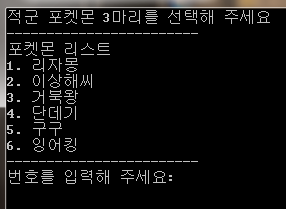 적군 포켓몬 3마리를 선택해 주세요
------------------------
포켓몬 리스트
1. 리자몽
2. 이상해씨
3. 거북왕
4. 단데기
5. 구구
6. 잉어킹
------------------------
번호를 입력해 주세요: